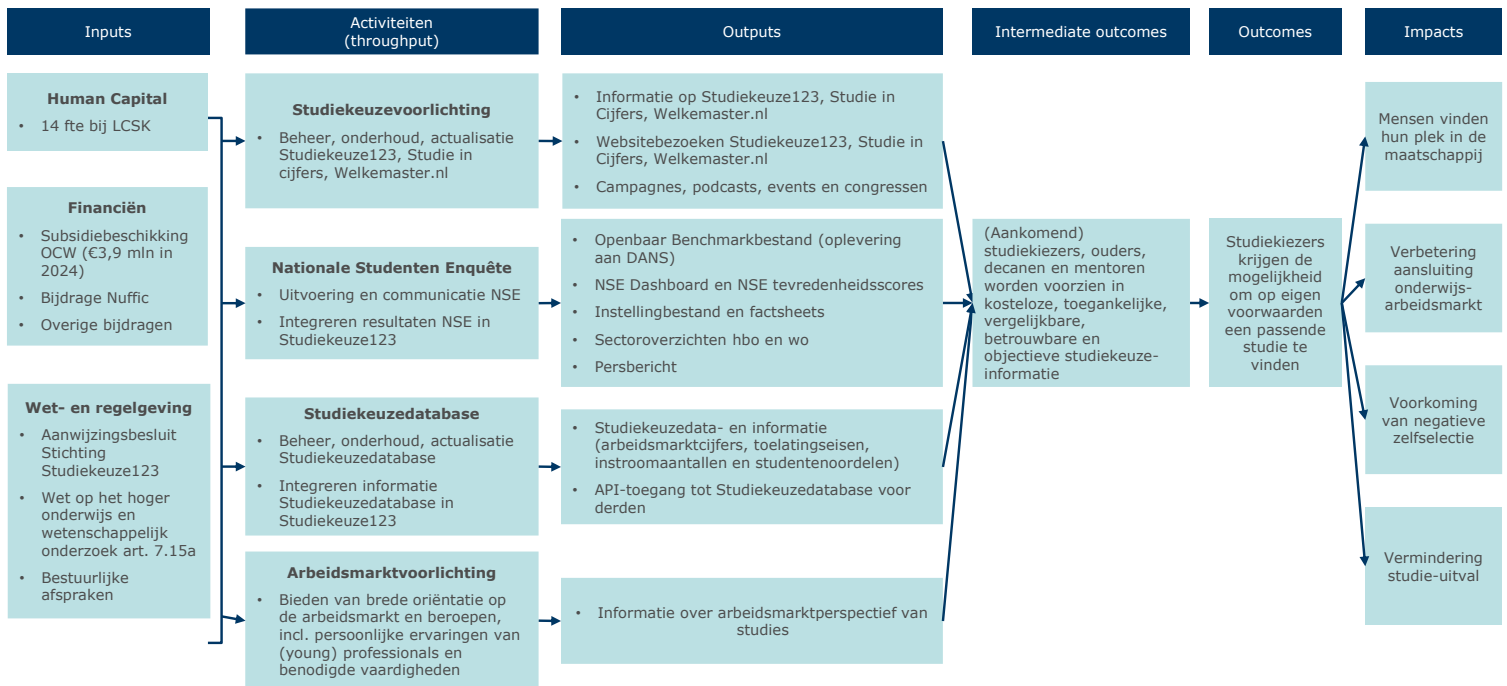 Inputs
Activiteiten
(throughput)
Outputs
Intermediate outcomes
Outcomes
Impacts
Human Capital
• 14 fte bij LCSK
Financiën
• Subsidiebeschikking
OCW (€3,9 mln in
2024)
• Bijdrage Nuffic
• Overige bijdragen
Wet- en regelgeving
• Aanwijzingsbesluit
Stichting
Studiekeuze123
• Wet op het hoger
onderwijs en
wetenschappelijk
onderzoek art. 7.15a
• Bestuurlijke
afspraken
Studiekeuzevoorlichting
• Beheer, onderhoud, actualisatie
Studiekeuze123, Studie in
cijfers, Welkemaster.nl
Nationale Studenten Enquête
• Uitvoering en communicatie NSE
• Integreren resultaten NSE in
Studiekeuze123
Studiekeuzedatabase
• Beheer, onderhoud, actualisatie
Studiekeuzedatabase
• Integreren informatie
Studiekeuzedatabase in
Studiekeuze123
Arbeidsmarktvoorlichting
• Bieden van brede oriëntatie op
de arbeidsmarkt en beroepen,
incl. persoonlijke ervaringen van
(young) professionals en
benodigde vaardigheden
• Informatie op Studiekeuze123, Studie in
Cijfers, Welkemaster.nl
• Websitebezoeken Studiekeuze123, Studie in
Cijfers, Welkemaster.nl
• Campagnes, podcasts, events en congressen
• Openbaar Benchmarkbestand (oplevering
aan DANS)
• NSE Dashboard en NSE tevredenheidsscores
• Instellingbestand en factsheets
• Sectoroverzichten hbo en wo
• Persbericht
• Studiekeuzedata- en informatie
(arbeidsmarktcijfers, toelatingseisen,
instroomaantallen en studentenoordelen)
• API-toegang tot Studiekeuzedatabase voor
derden
• Informatie over arbeidsmarktperspectief van
studies
(Aankomend)
studiekiezers, ouders,
decanen en mentoren
worden voorzien in
kosteloze, toegankelijke,
vergelijkbare,
betrouwbare en
objectieve studiekeuze-
informatie
Studiekiezers
krijgen de
mogelijkheid
om op eigen
voorwaarden
een passende
studie te
vinden
Mensen vinden
hun plek in de
maatschappij
Verbetering
aansluiting
onderwijs-
arbeidsmarkt
Voorkoming
van negatieve
zelfselectie
Vermindering
studie-uitval